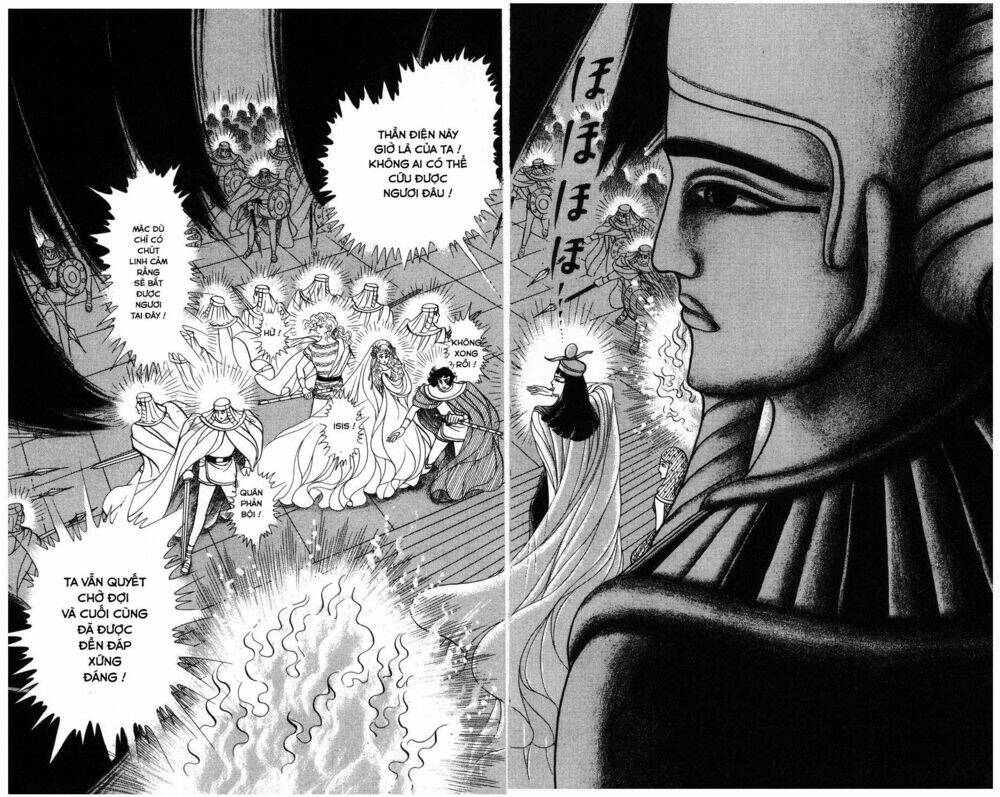 THẦN ĐIỆN NÀY
GIỜ LÀ CỦA TA !
KHÔNG AI CÓ THỂ
CỨU ĐƯỢC
NGƯƠI ĐÂU !
ほほほほ…
MẶC DÙ
CHỈ CÓ
CHÚT
LINH CẢM
RẰNG
SẼ BẮT
ĐƯỢC
NGƯƠI
TẠI ĐÂY !
HỪ !
KHÔNG
XONG
RỒI !
ISIS !
QUÂN
PHẢN
BỘI !
TA VẪN QUYẾT
CHỜ ĐỢI
VÀ CUỐI CÙNG
ĐÃ ĐƯỢC
ĐỀN ĐÁP
XỨNG
ĐÁNG !